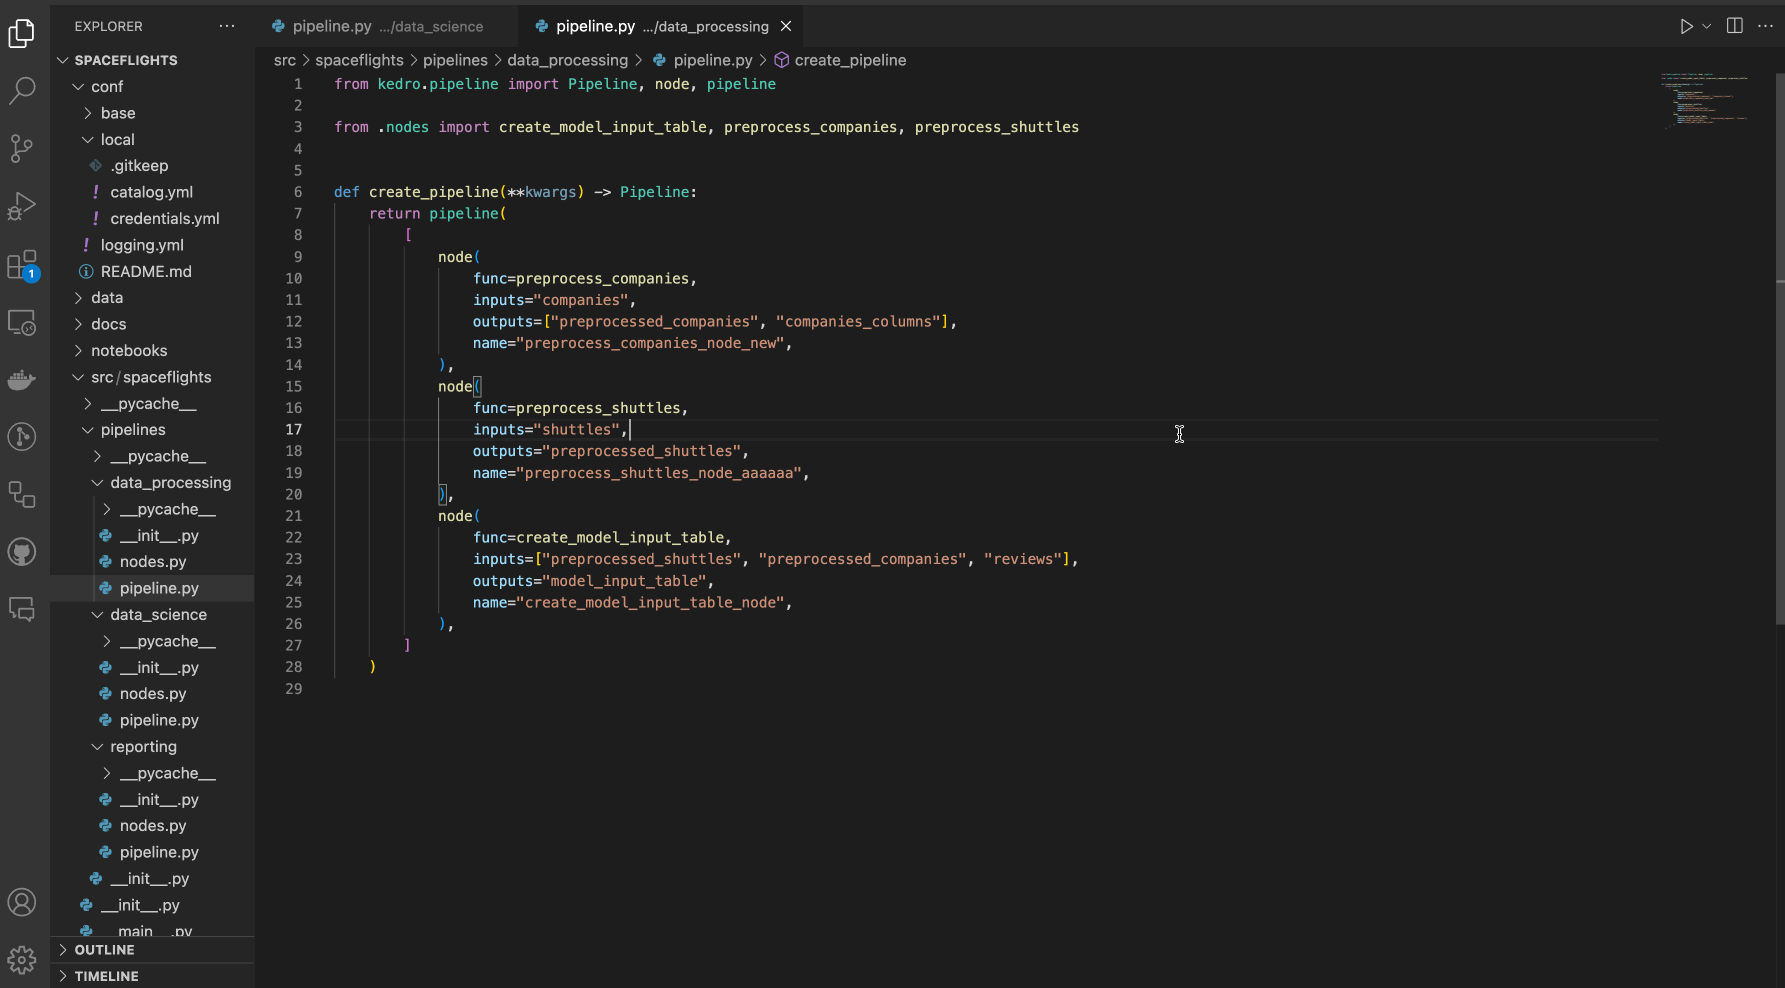 EXPLORER
SPACEFLIGHTS
conf
base
local
.gitkeep
! catalog.yml
! credentials.yml
! logging.yml
README.md
data
docs
notebooks
src/spaceflights
__pycache__
pipelines
__pycache__
data_processing
__pycache__
__init__.py
nodes.py
pipeline.py
data_science
__pycache__
__init__.py
nodes.py
pipeline.py
reporting
__pycache__
__init__.py
nodes.py
pipeline.py
__init__.py
__init__.py
__main__.py
OUTLINE
TIMELINE
1
pipeline.py .../data_science
pipeline.py .../data_processing
src > spaceflights > pipelines > data_processing > pipeline.py > create_pipeline
1 from kedro.pipeline import Pipeline, node, pipeline
2
3 from .nodes import create_model_input_table, preprocess_companies, preprocess_shuttles
4
5
6 def create_pipeline(**kwargs) -> Pipeline:
7     return pipeline(
8         [
9             node(
10                 func=preprocess_companies,
11                 inputs="companies",
12                 outputs=["preprocessed_companies", "companies_columns"],
13                 name="preprocess_companies_node_new",
14             ),
15             node(
16                 func=preprocess_shuttles,
17                 inputs="shuttles",
18                 outputs="preprocessed_shuttles",
19                 name="preprocess_shuttles_node_aaaaaa",
20             ),
21             node(
22                 func=create_model_input_table,
23                 inputs=["preprocessed_shuttles", "preprocessed_companies", "reviews"],
24                 outputs="model_input_table",
25                 name="create_model_input_table_node",
26             ),
27         ]
28     )
29